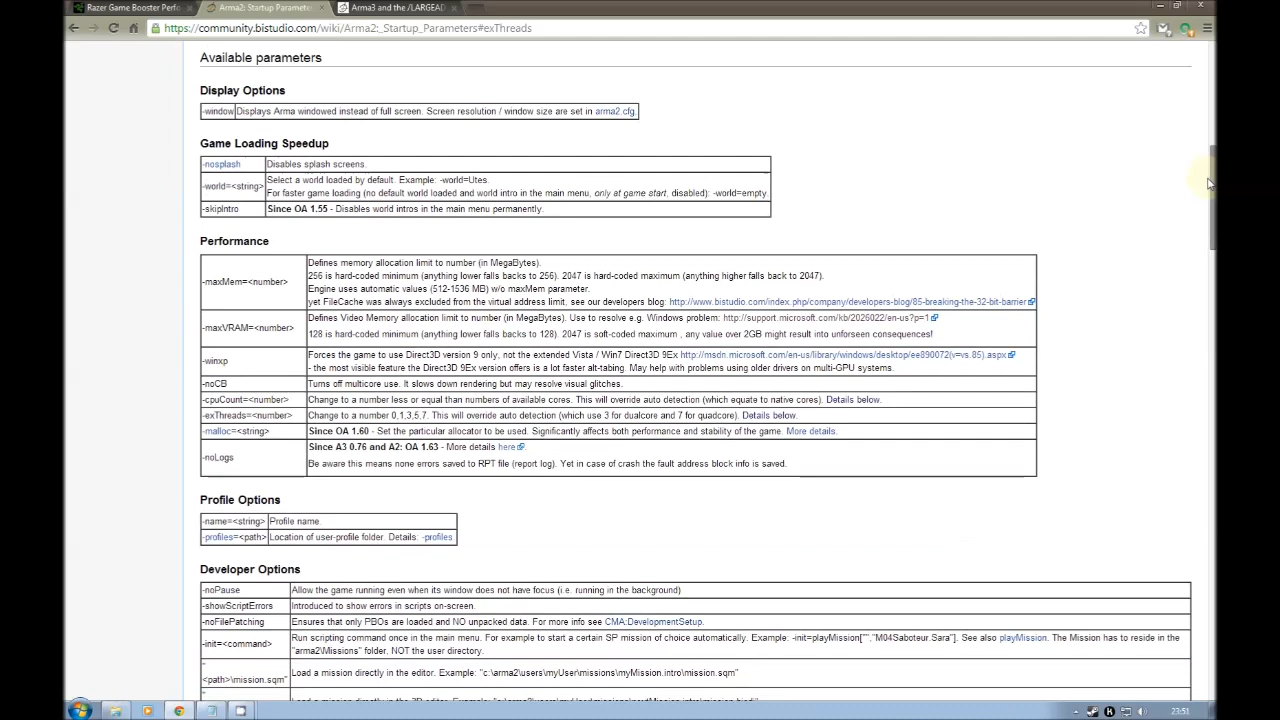 Razer Game Booster Perfo
Arma2: Startup Paramete
Arma3 and the /LARGEAD
https://community.bistudio.com/wiki/Arma2:_Startup_Parameters#exThreads
Available parameters
Display Options
-window Displays Arma windowed instead of full screen. Screen resolution / window size are set in arma2.cfg.
Game Loading Speedup
-nosplash Disables splash screens.
-world=<string> Select a world loaded by default. Example: -world=Utes.
For faster game loading (no default world loaded and world intro in the main menu, only at game start, disabled): -world=empty.
-skipIntro Since OA 1.55 - Disables world intros in the main menu permanently.
Performance
-maxMem=<number> Defines memory allocation limit to number (in MegaBytes).
256 is hard-coded minimum (anything lower falls backs to 256). 2047 is hard-coded maximum (anything higher falls back to 2047).
Engine uses automatic values (512-1536 MB) w/o maxMem parameter.
yet FileCache was always excluded from the virtual address limit, see our developers blog: http://www.bistudio.com/index.php/company/developers-blog/85-breaking-the-32-bit-barrier
-maxVRAM=<number> Defines Video Memory allocation limit to number (in MegaBytes). Use to resolve e.g. Windows problem: http://support.microsoft.com/kb/2026022/en-us?p=1
128 is hard-coded minimum (anything lower falls backs to 128). 2047 is soft-coded maximum , any value over 2GB might result into unforseen consequences!
-winxp Forces the game to use Direct3D version 9 only, not the extended Vista / Win7 Direct3D 9Ex http://msdn.microsoft.com/en-us/library/windows/desktop/ee890072(v=vs.85).aspx
- the most visible feature the Direct3D 9Ex version offers is a lot faster alt-tabing. May help with problems using older drivers on multi-GPU systems.
-noCB Turns off multicore use. It slows down rendering but may resolve visual glitches.
-cpuCount=<number> Change to a number less or equal than numbers of available cores. This will override auto detection (which equate to native cores). Details below.
-exThreads=<number> Change to a number 0,1,3,5,7. This will override auto detection (which use 3 for dualcore and 7 for quadcore). Details below.
-malloc=<string> Since OA 1.60 - Set the particular allocator to be used. Significantly affects both performance and stability of the game. More details.
-noLogs Since A3 0.76 and A2: OA 1.63 - More details here.
Be aware this means none errors saved to RPT file (report log). Yet in case of crash the fault address block info is saved.
Profile Options
-name=<string> Profile name.
-profiles=<path> Location of user-profile folder. Details: -profiles.
Developer Options
-noPause Allow the game running even when its window does not have focus (i.e. running in the background)
-showScriptErrors Introduced to show errors in scripts on-screen.
-noFilePatching Ensures that only PBOs are loaded and NO unpacked data. For more info see CMA:DevelopmentSetup.
-init=<command> Run scripting command once in the main menu. For example to start a certain SP mission of choice automatically. Example: -init=playMission["","M04Saboteur.Sara"]. See also playMission. The Mission has to reside in the
"arma2\Missions" folder, NOT the user directory.
"
<path>\mission.sqm" Load a mission directly in the editor. Example: "c:\arma2\users\myUser\missions\myMission.intro\mission.sqm"
"
23:51